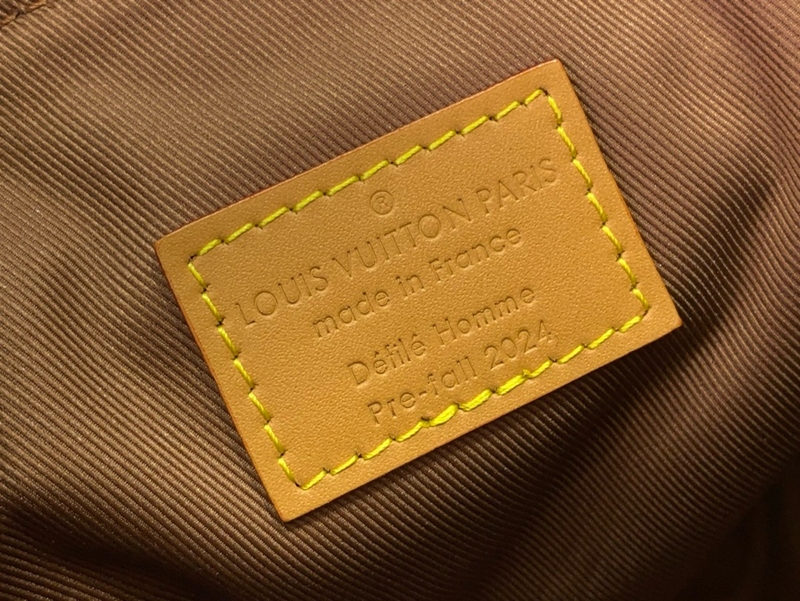 ®
LOUIS VUITTON PARIS
made in France
Défilé Homme
Pre-fall 2024